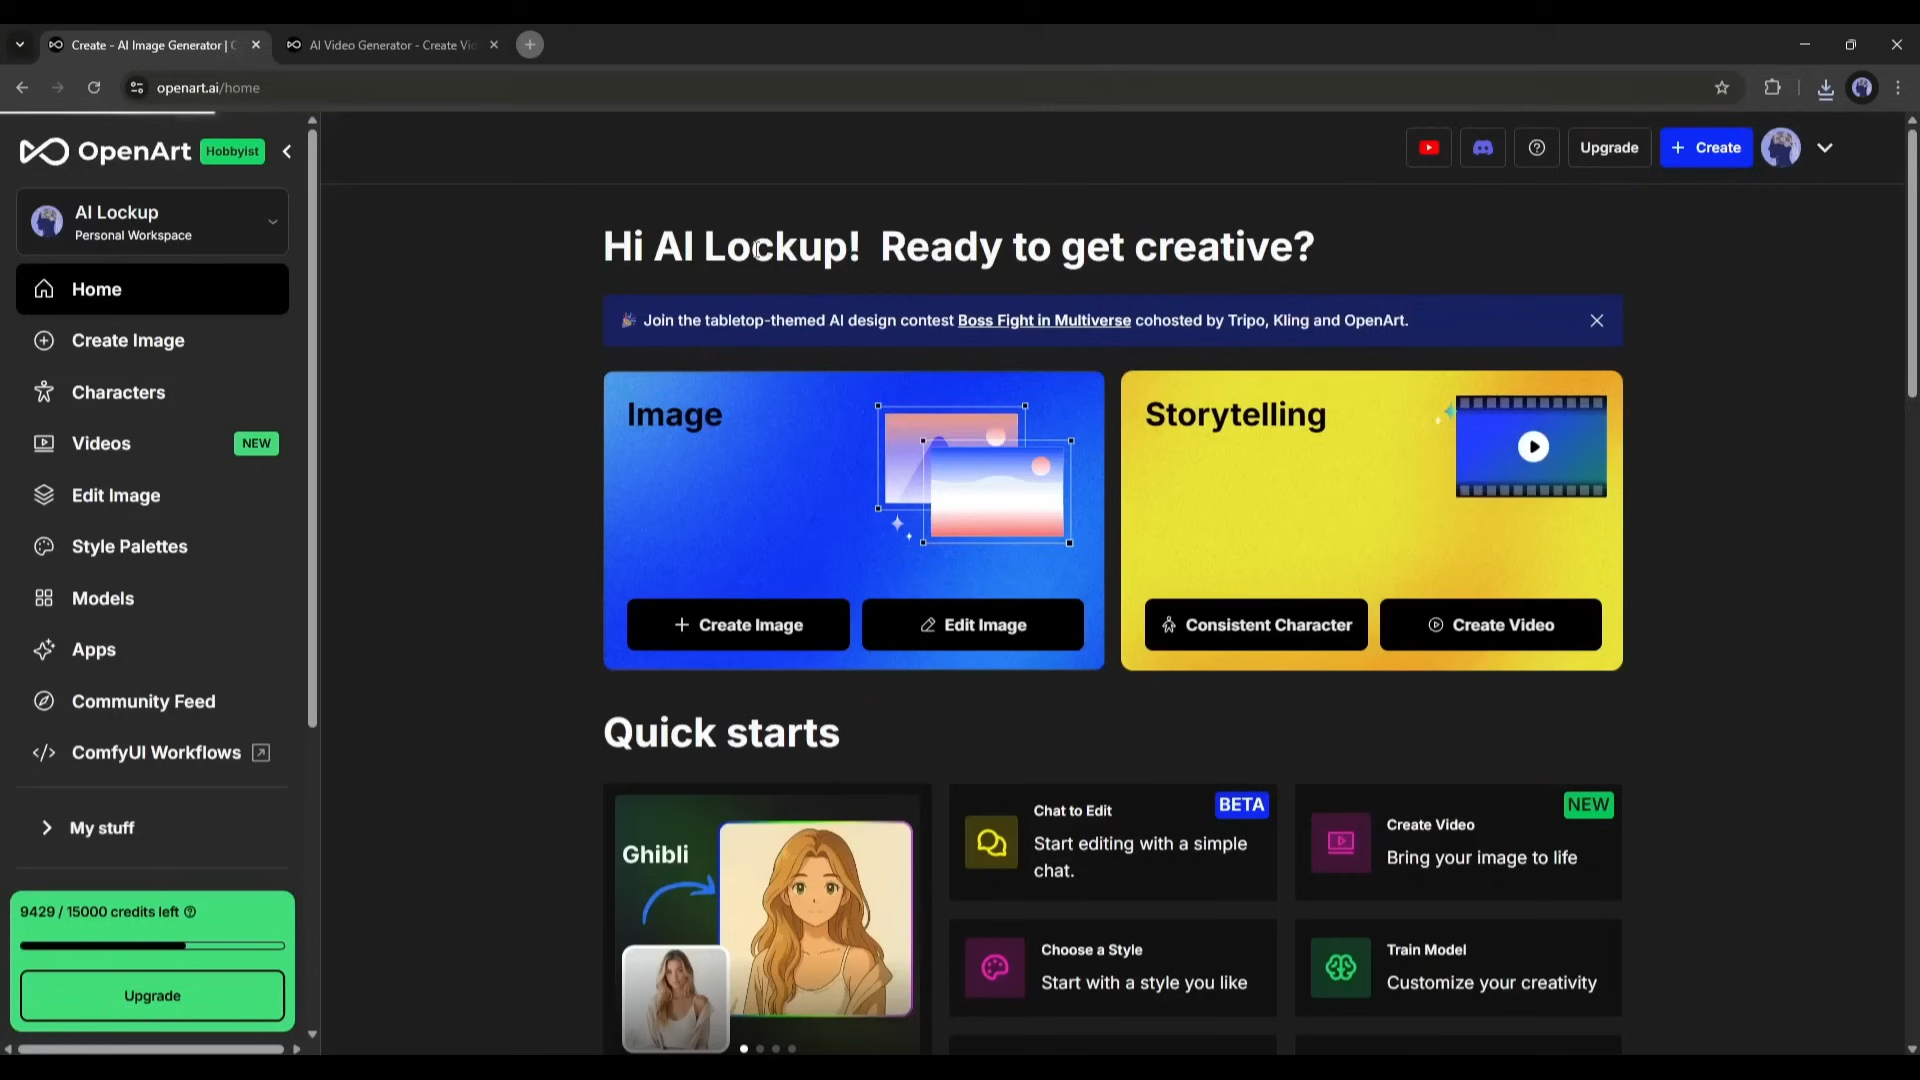 Create - AI Image Generator |
AI Video Generator - Create Vi
openart.ai/home
OpenArt
Hobbyist
Upgrade
Create
AI Lockup
Personal Workspace
Home
Create Image
Characters
Videos
NEW
Edit Image
Style Palettes
Models
Apps
Community Feed
ComfyUI Workflows
My stuff
9429 / 15000 credits left
Upgrade
Hi AI Lockup! Ready to get creative?
Join the tabletop-themed AI design contest Boss Fight in Multiverse cohosted by Tripo, Kling and OpenArt.
Image
Create Image
Edit Image
Storytelling
Consistent Character
Create Video
Quick starts
Ghibli
Chat to Edit
BETA
Start editing with a simple
chat.
Create Video
NEW
Bring your image to life
Choose a Style
Start with a style you like
Train Model
Customize your creativity